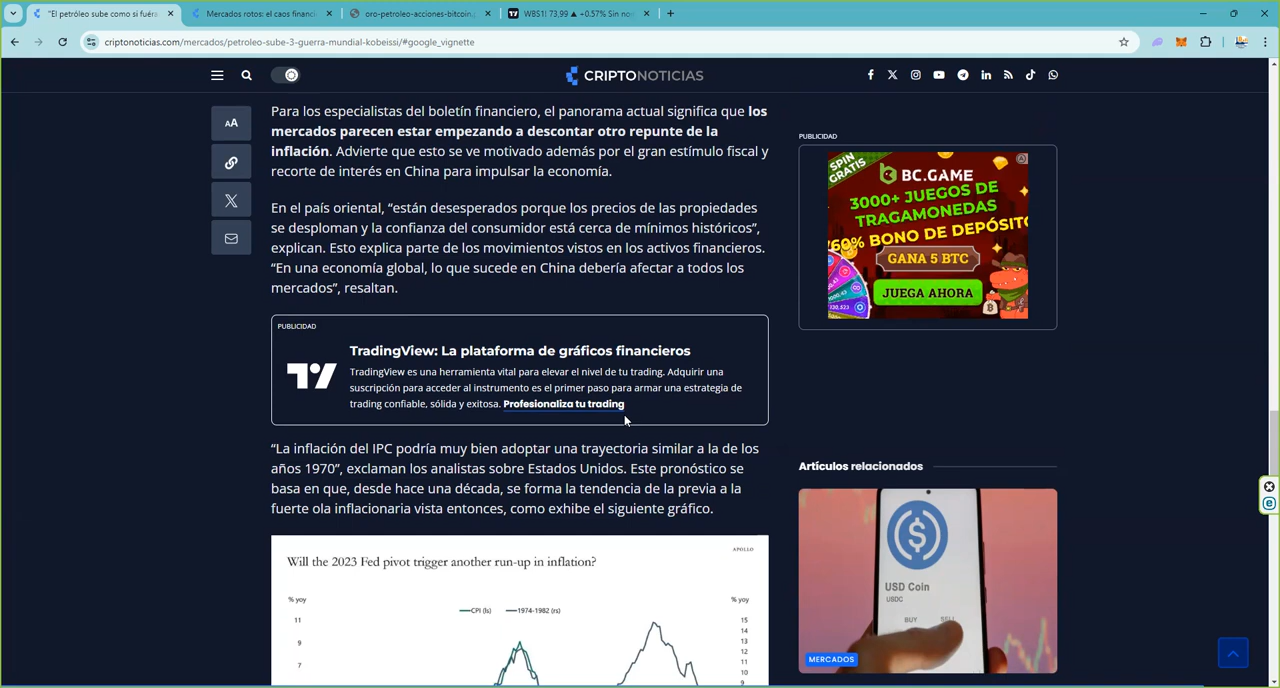 "El petróleo sube como si fuera
Mercados rotos: el caos financi
oro-petroleo-acciones-bitcoin.
WBS1! 73,99 ▲ +0.57% Sin no
criptonoticias.com/mercados/petroleo-sube-3-guerra-mundial-kobeissi/#google_vignette
CRIPTONOTICIAS
AA
Para los especialistas del boletín financiero, el panorama actual significa que los
mercados parecen estar empezando a descontar otro repunte de la
inflación. Advierte que esto se ve motivado además por el gran estímulo fiscal y
recorte de interés en China para impulsar la economía.
En el país oriental, “están desesperados porque los precios de las propiedades
se desploman y la confianza del consumidor está cerca de mínimos históricos”,
explican. Esto explica parte de los movimientos vistos en los activos financieros.
“En una economía global, lo que sucede en China debería afectar a todos los
mercados”, resaltan.
PUBLICIDAD
TradingView: La plataforma de gráficos financieros
TradingView es una herramienta vital para elevar el nivel de tu trading. Adquirir una
suscripción para acceder al instrumento es el primer paso para armar una estrategia de
trading confiable, sólida y exitosa. Profesionaliza tu trading
“La inflación del IPC podría muy bien adoptar una trayectoria similar a la de los
años 1970”, exclaman los analistas sobre Estados Unidos. Este pronóstico se
basa en que, desde hace una década, se forma la tendencia de la previa a la
fuerte ola inflacionaria vista entonces, como exhibe el siguiente gráfico.
APOLLO
Will the 2023 Fed pivot trigger another run-up in inflation?
% yoy
CPI (ls)
1974-1982 (rs)
% yoy
11
9
7
15
14
13
12
11
10
9
PUBLICIDAD
SPIN
GRATIS
BC.GAME
3000+ JUEGOS DE
TRAGAMONEDAS
60% BONO DE DEPÓSITO
GANA 5 BTC
JUEGA AHORA
Artículos relacionados
USD Coin
USDC
BUY
SELL
MERCADOS